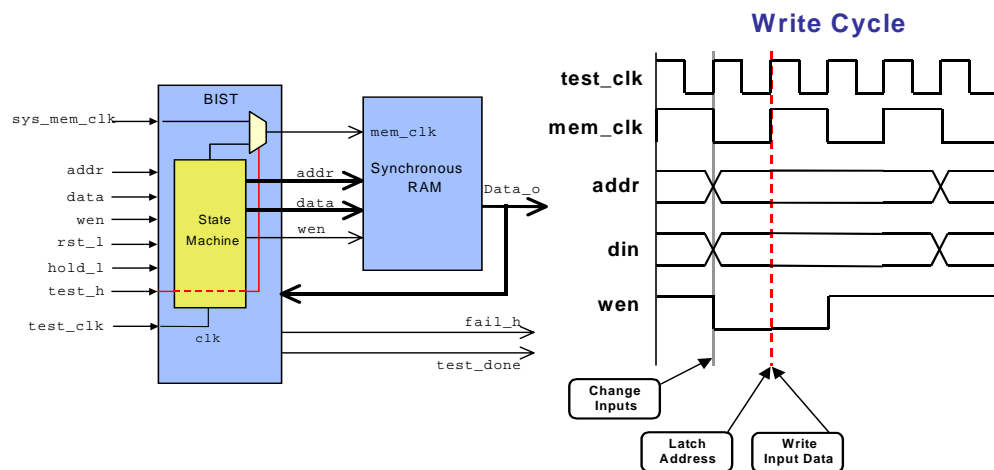 Write Cycle
BIST
sys_mem_clk
addr
data
wen
rst_l
hold_l
test_h
test_clk
State
Machine
clk
addr
data
wen
mem_clk
Synchronous
RAM
Data_o
fail_h
test_done
test_clk
mem_clk
addr
din
wen
Change
Inputs
Latch
Address
Write
Input Data